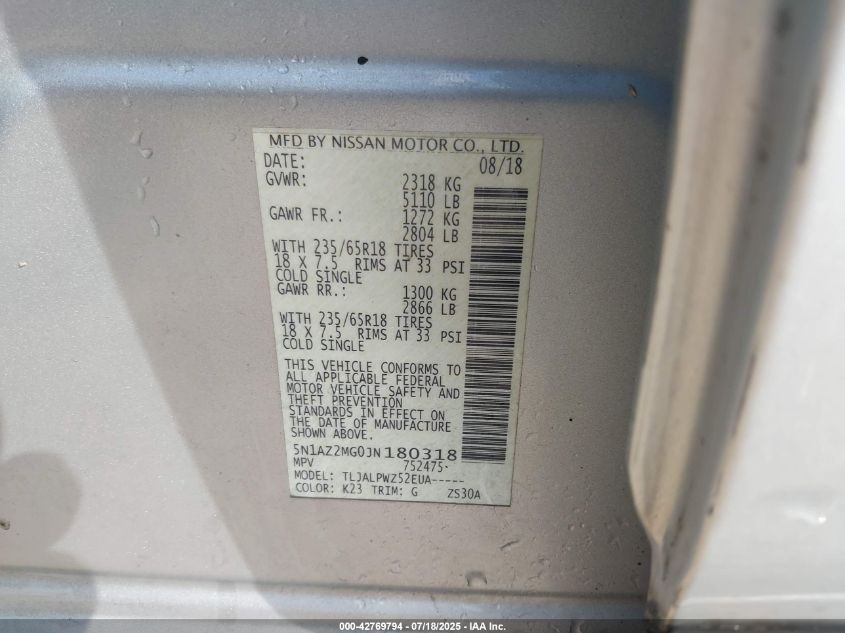 MFD BY NISSAN MOTOR CO., LTD.
DATE: 08/18
GVWR: 2318 KG
5110 LB
GAWR FR.: 1272 KG
2804 LB
WITH 235/65R18 TIRES
18 X 7.5 RIMS AT 33 PSI
COLD SINGLE
GAWR RR.: 1300 KG
2866 LB
WITH 235/65R18 TIRES
18 X 7.5 RIMS AT 33 PSI
COLD SINGLE
THIS VEHICLE CONFORMS TO
ALL APPLICABLE FEDERAL
MOTOR VEHICLE SAFETY AND
THEFT PREVENTION
STANDARDS IN EFFECT ON
THE DATE OF MANUFACTURE
SHOWN ABOVE.
5N1AZ2MG0JN180318
MPV 752475
MODEL: TLJALPWZ52EUA-----
COLOR: K23 TRIM: G ZS30A
000-42769794 - 07/18/2025 - IAA Inc.